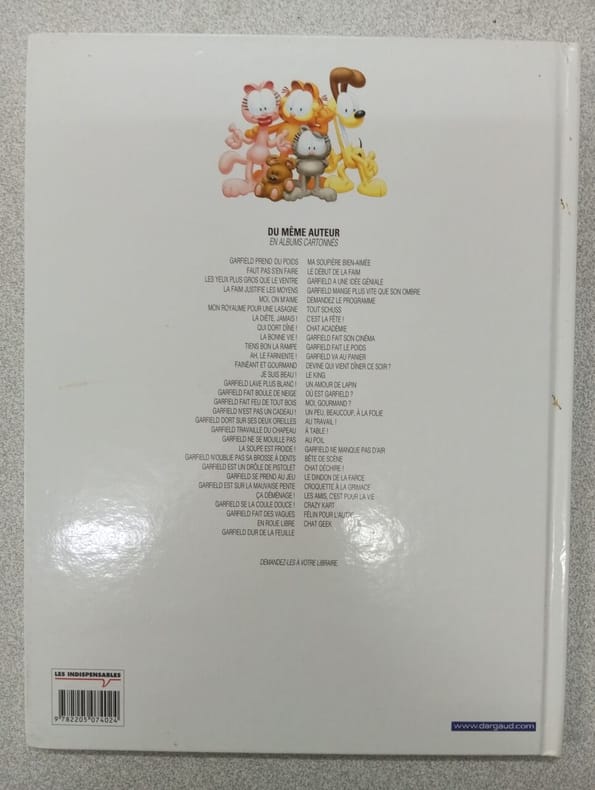 DU MÊME AUTEUR
EN ALBUMS CARTONNÉS
GARFIELD PREND DU POIDS
FAUT PAS S'EN FAIRE
LES YEUX PLUS GROS QUE LE VENTRE
LA FAIM JUSTIFIE LES MOYENS
MOI, ON M'AIME
MON ROYAUME POUR UNE LASAGNE
LA DIÈTE, JAMAIS !
QUI DORT DÎNE !
LA BONNE VIE !
TIENS BON LA RAMPE
AH, LE FARNIENTE !
FAINÉANT ET GOURMAND
JE SUIS BEAU !
GARFIELD LAVE PLUS BLANC !
GARFIELD FAIT BOULE DE NEIGE
GARFIELD FAIT FEU DE TOUT BOIS
GARFIELD N'EST PAS UN CADEAU !
GARFIELD DORT SUR SES DEUX OREILLES
GARFIELD TRAVAILLE DU CHAPEAU
GARFIELD NE SE MOUILLE PAS
LA SOUPE EST FROIDE !
GARFIELD N'OUBLIE PAS SA BROSSE À DENTS
GARFIELD EST UN DRÔLE DE PISTOLET
GARFIELD SE PREND AU JEU
GARFIELD EST SUR LA MAUVAISE PENTE
ÇA DÉMÉNAGE !
GARFIELD SE LA COULE DOUCE !
GARFIELD FAIT DES VAGUES
EN ROUE LIBRE
GARFIELD DUR DE LA FEUILLE
MA SOUPIÈRE BIEN-AIMÉE
LE DÉBUT DE LA FAIM
GARFIELD A UNE IDÉE GÉNIALE
GARFIELD MANGE PLUS VITE QUE SON OMBRE
DEMANDEZ LE PROGRAMME
TOUT SCHUSS
C'EST LA FÊTE !
CHAT ACADÉMIE
GARFIELD FAIT SON CINÉMA
GARFIELD FAIT LE POIDS
GARFIELD VA AU PANIER
DEVINE QUI VIENT DÎNER CE SOIR ?
LE KING
UN AMOUR DE LAPIN
OÙ EST GARFIELD ?
MOI, GOURMAND ?
UN PEU, BEAUCOUP, À LA FOLIE
AU TRAVAIL !
À TABLE !
AU POIL
GARFIELD NE MANQUE PAS D'AIR
BÊTE DE SCÈNE
CHAT DÉCHIRE !
LE DINDON DE LA FARCE
CROQUETTE À LA GRIMACE
LES AMIS, C'EST POUR LA VIE
CRAZY KART
FÉLIN POUR L'AUTRE
CHAT GEEK
DEMANDEZ-LES À VOTRE LIBRAIRE
LES INDISPENSABLES
9 782205 074024
www.dargaud.com